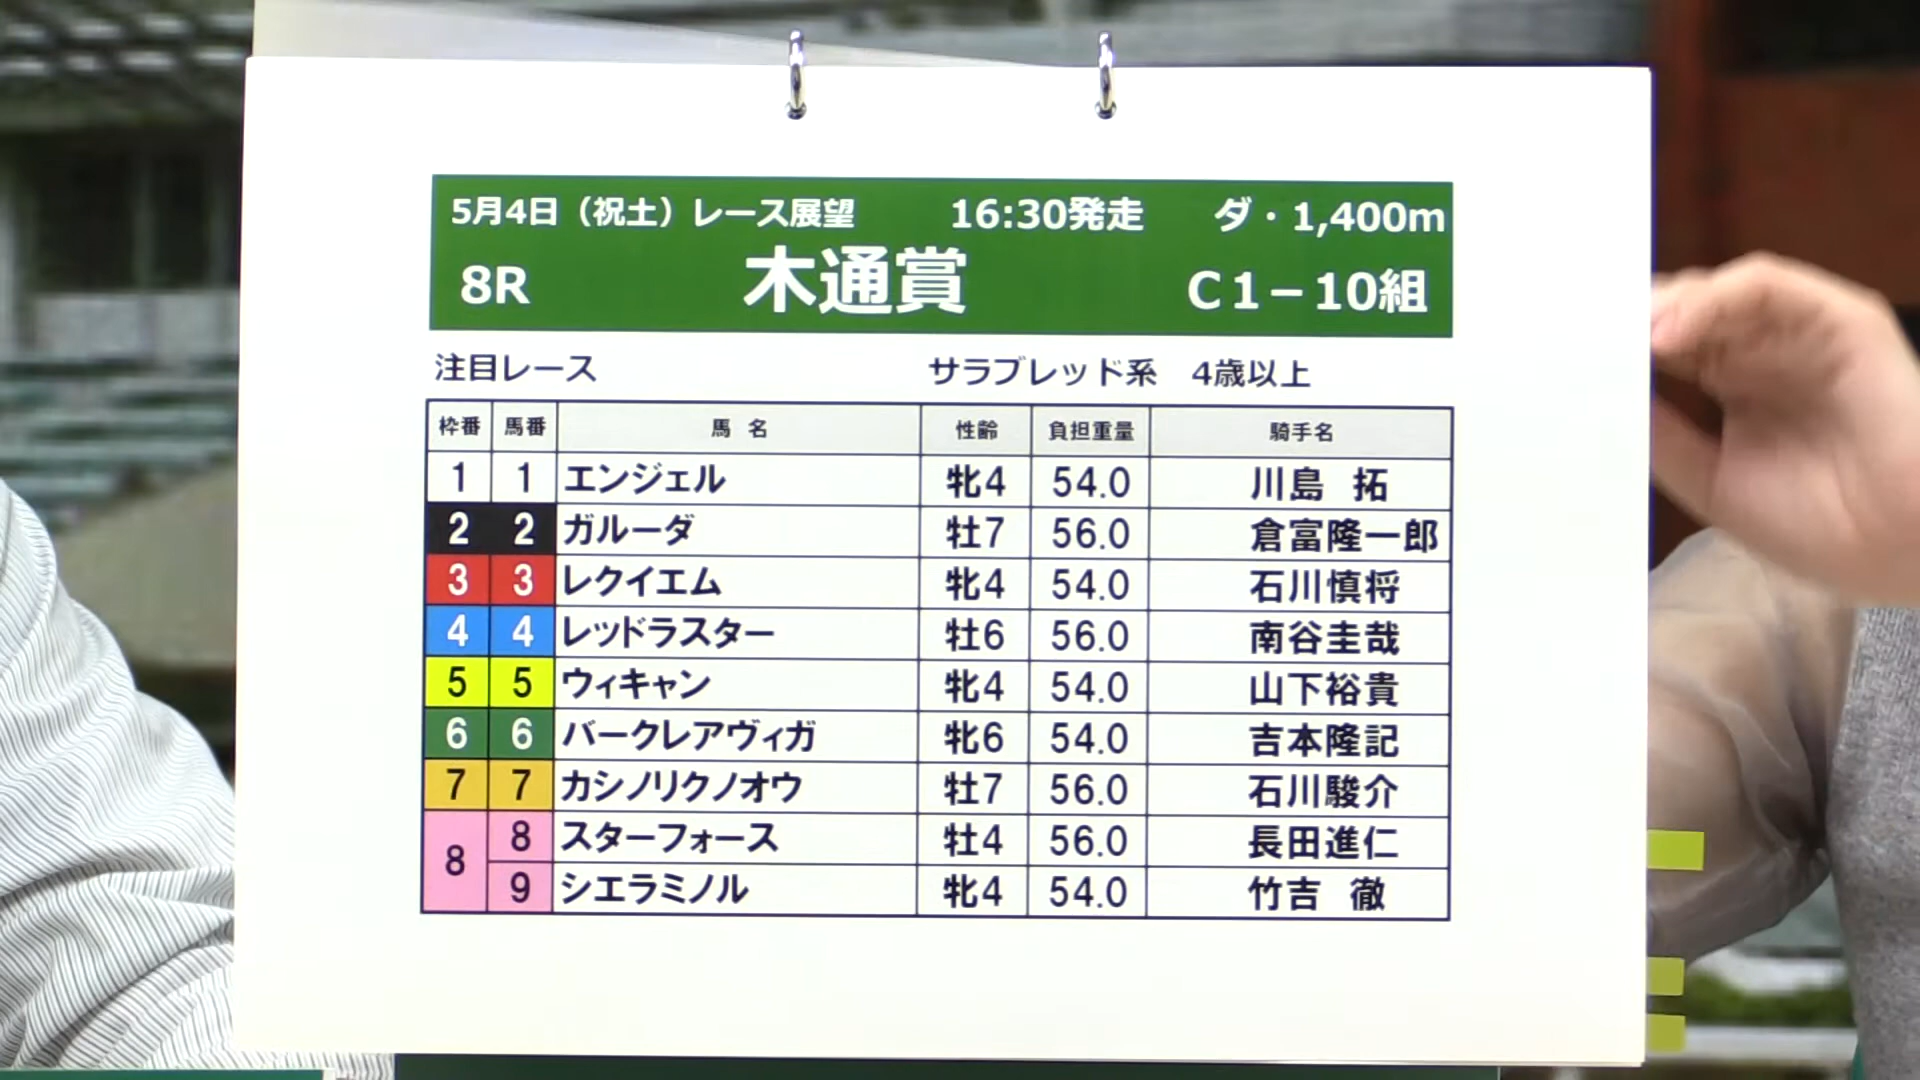 5月4日（祝土）レース展望 16:30発走 ダ・1,400m
8R 木通賞 C1－10組
注目レース サラブレッド系 4歳以上
枠番 馬番 馬名 性齢 負担重量 騎手名
1 1 エンジェル 牝4 54.0 川島 拓
2 2 ガルーダ 牡7 56.0 倉富隆一郎
3 3 レクイエム 牝4 54.0 石川慎将
4 4 レッドラスター 牡6 56.0 南谷圭哉
5 5 ウィキャン 牝4 54.0 山下裕貴
6 6 バークレアヴィガ 牝6 54.0 吉本隆記
7 7 カシノリクノオウ 牡7 56.0 石川駿介
8 8 スターフォース 牡4 56.0 長田進仁
9 シエラミノル 牝4 54.0 竹吉 徹